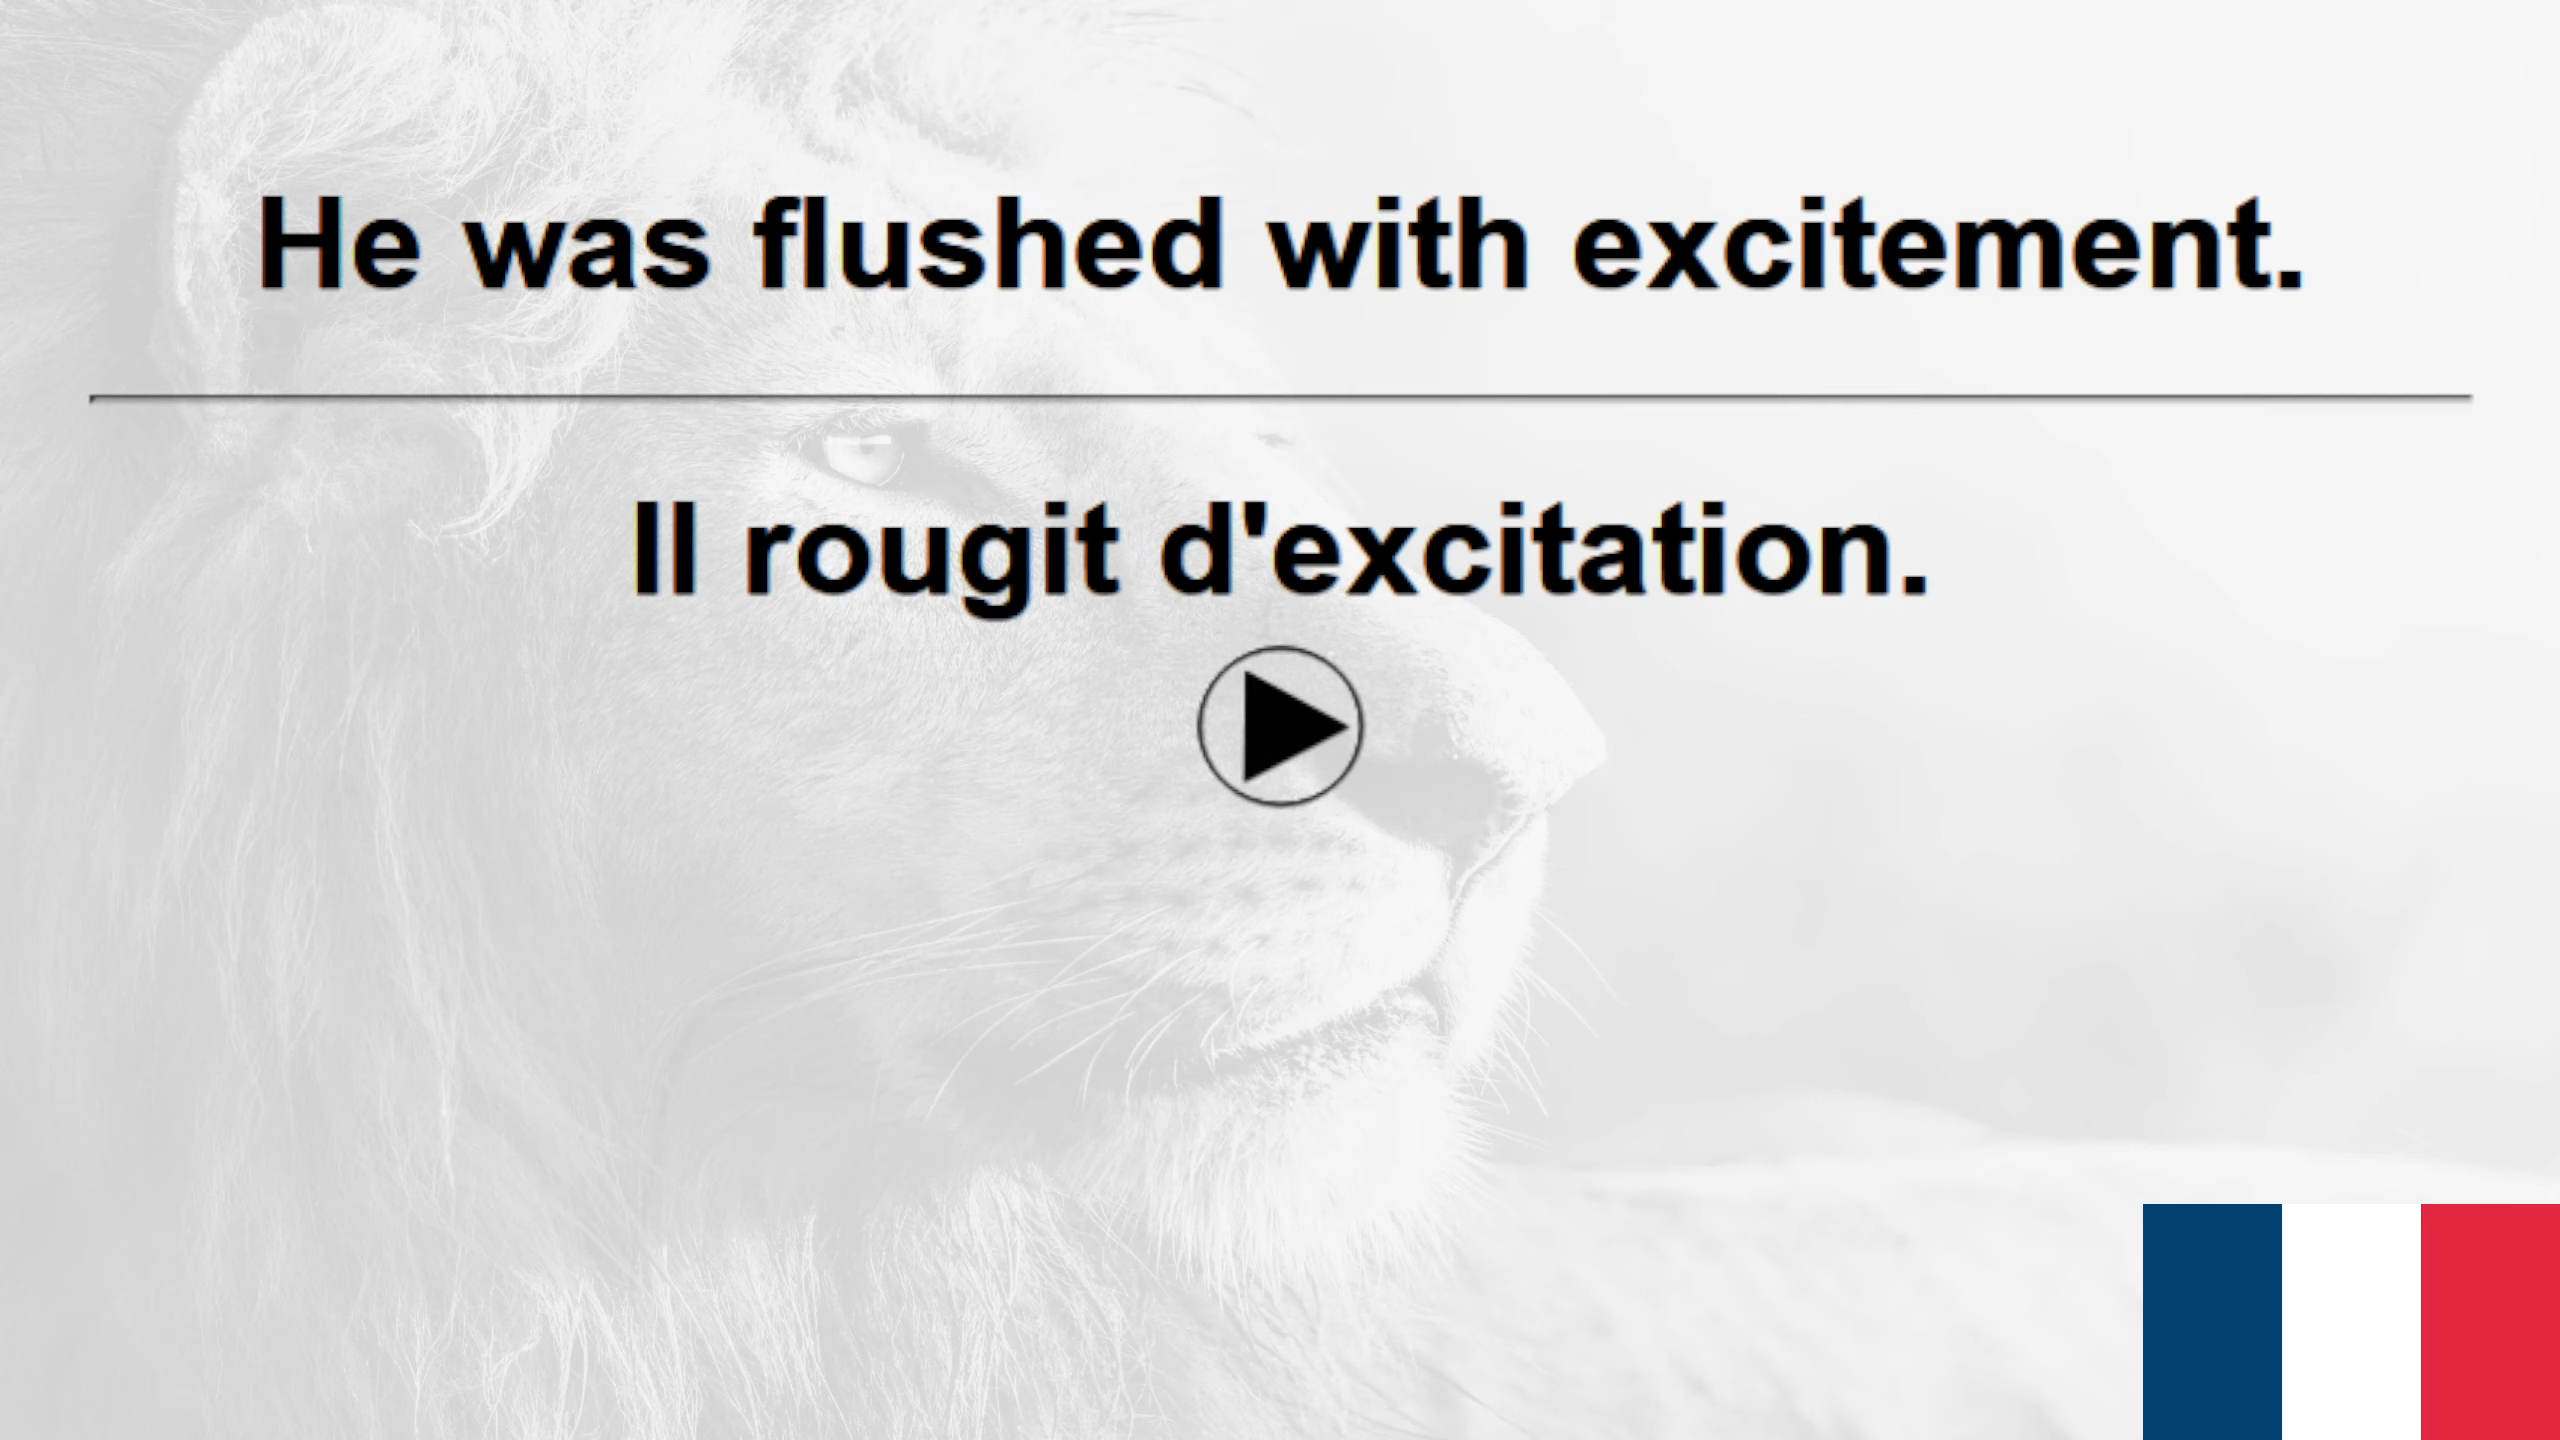 He was flushed with excitement.
Il rougit d'excitation.